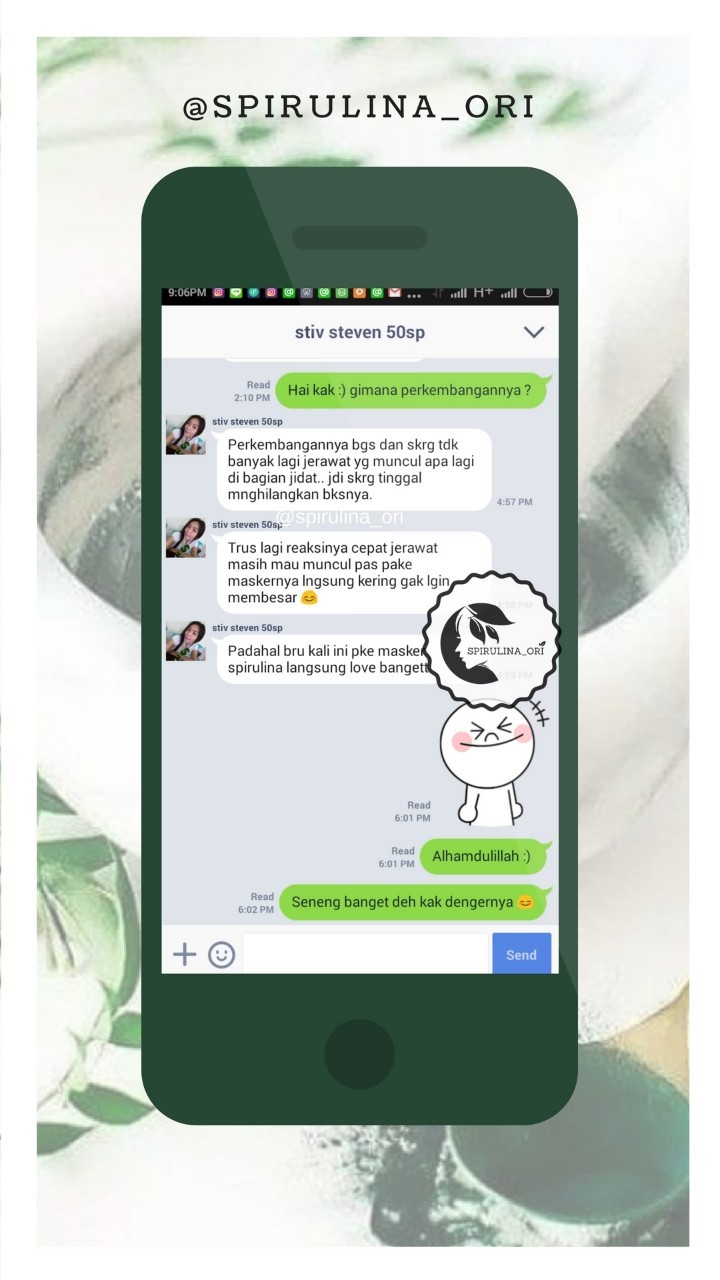 @SPIRULINA_ORI
9:06PM
H+
stiv steven 50sp
Read
2:10 PM
Hai kak :) gimana perkembangannya ?
stiv steven 50sp
Perkembangannya bgs dan skrg tdk
banyak lagi jerawat yg muncul apa lagi
di bagian jidat.. jdi skrg tinggal
mnghilangkan bksnya.
4:57 PM
@spirulina_ori
stiv steven 50sp
Trus lagi reaksinya cepat jerawat
masih mau muncul pas pake
maskernya lngsung kering gak lgin
membesar 😊
SPIRULINA_ORI
stiv steven 50sp
Padahal bru kali ini pke masker
spirulina langsung love bangett
4:59 PM
Read
6:01 PM
Read
6:01 PM
Alhamdulillah :)
Read
6:02 PM
Seneng banget deh kak dengernya 😊
Send